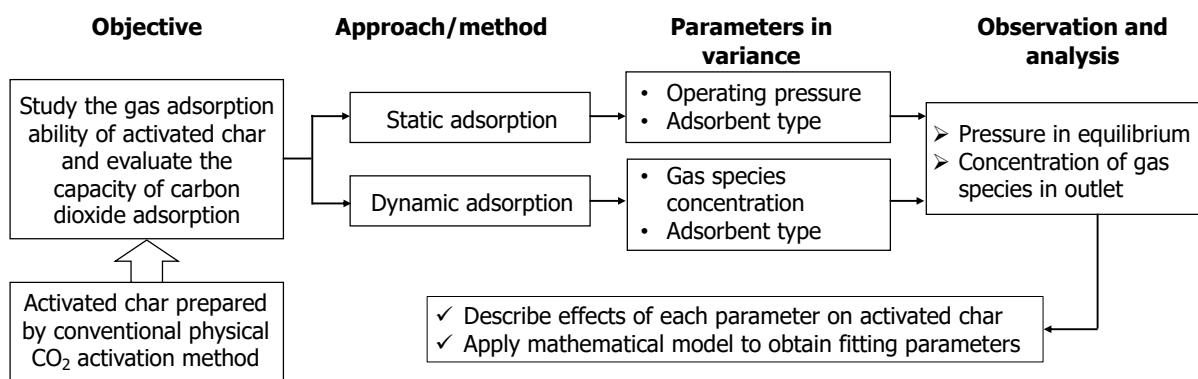 Objective
Approach/method
Parameters in
variance
Observation and
analysis
Study the gas adsorption
ability of activated char
and evaluate the
capacity of carbon
dioxide adsorption
Static adsorption
Dynamic adsorption
• Operating pressure
• Adsorbent type
• Gas species
concentration
• Adsorbent type
➢ Pressure in equilibrium
➢ Concentration of gas
species in outlet
Activated char prepared
by conventional physical
CO₂ activation method
✓ Describe effects of each parameter on activated char
✓ Apply mathematical model to obtain fitting parameters